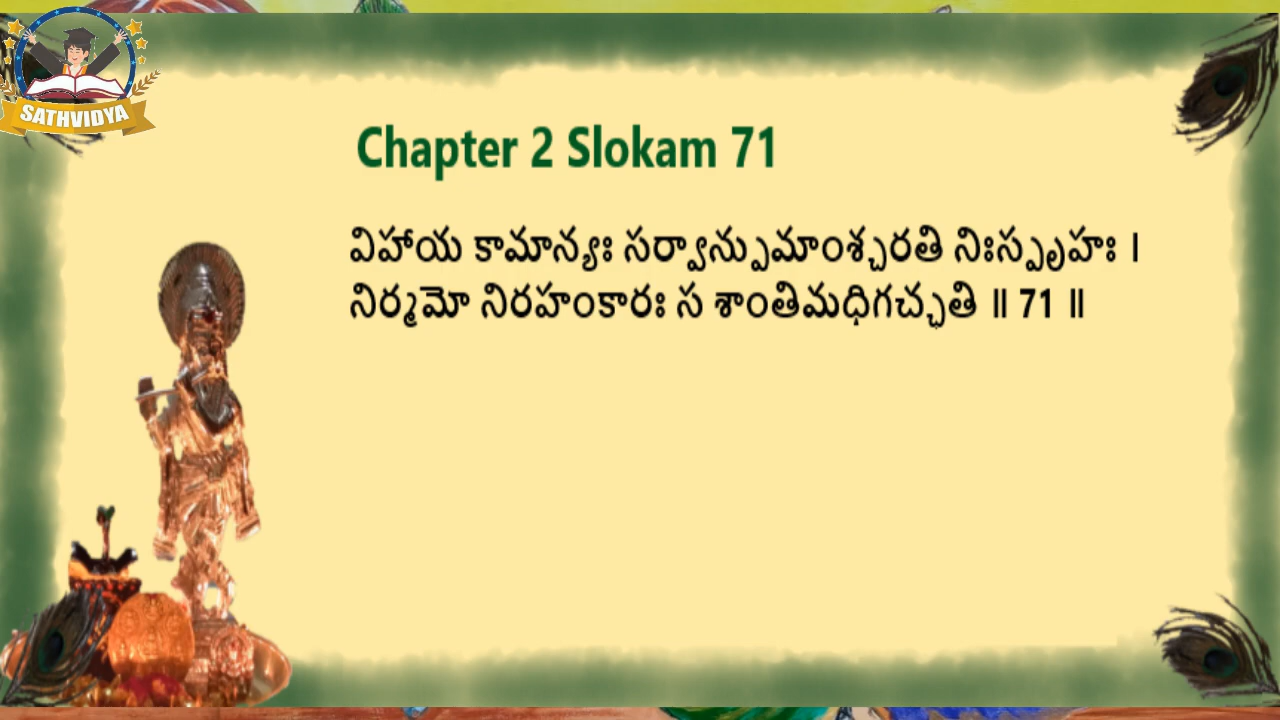 SATHVIDYA
Chapter 2 Slokam 71
విహాయ కామాన్యః సర్వాన్పుమాంశ్చరతి నిఃస్పృహః ।
నిర్మమో నిరహంకారః స శాంతిమధిగచ్ఛతి ॥ 71 ॥